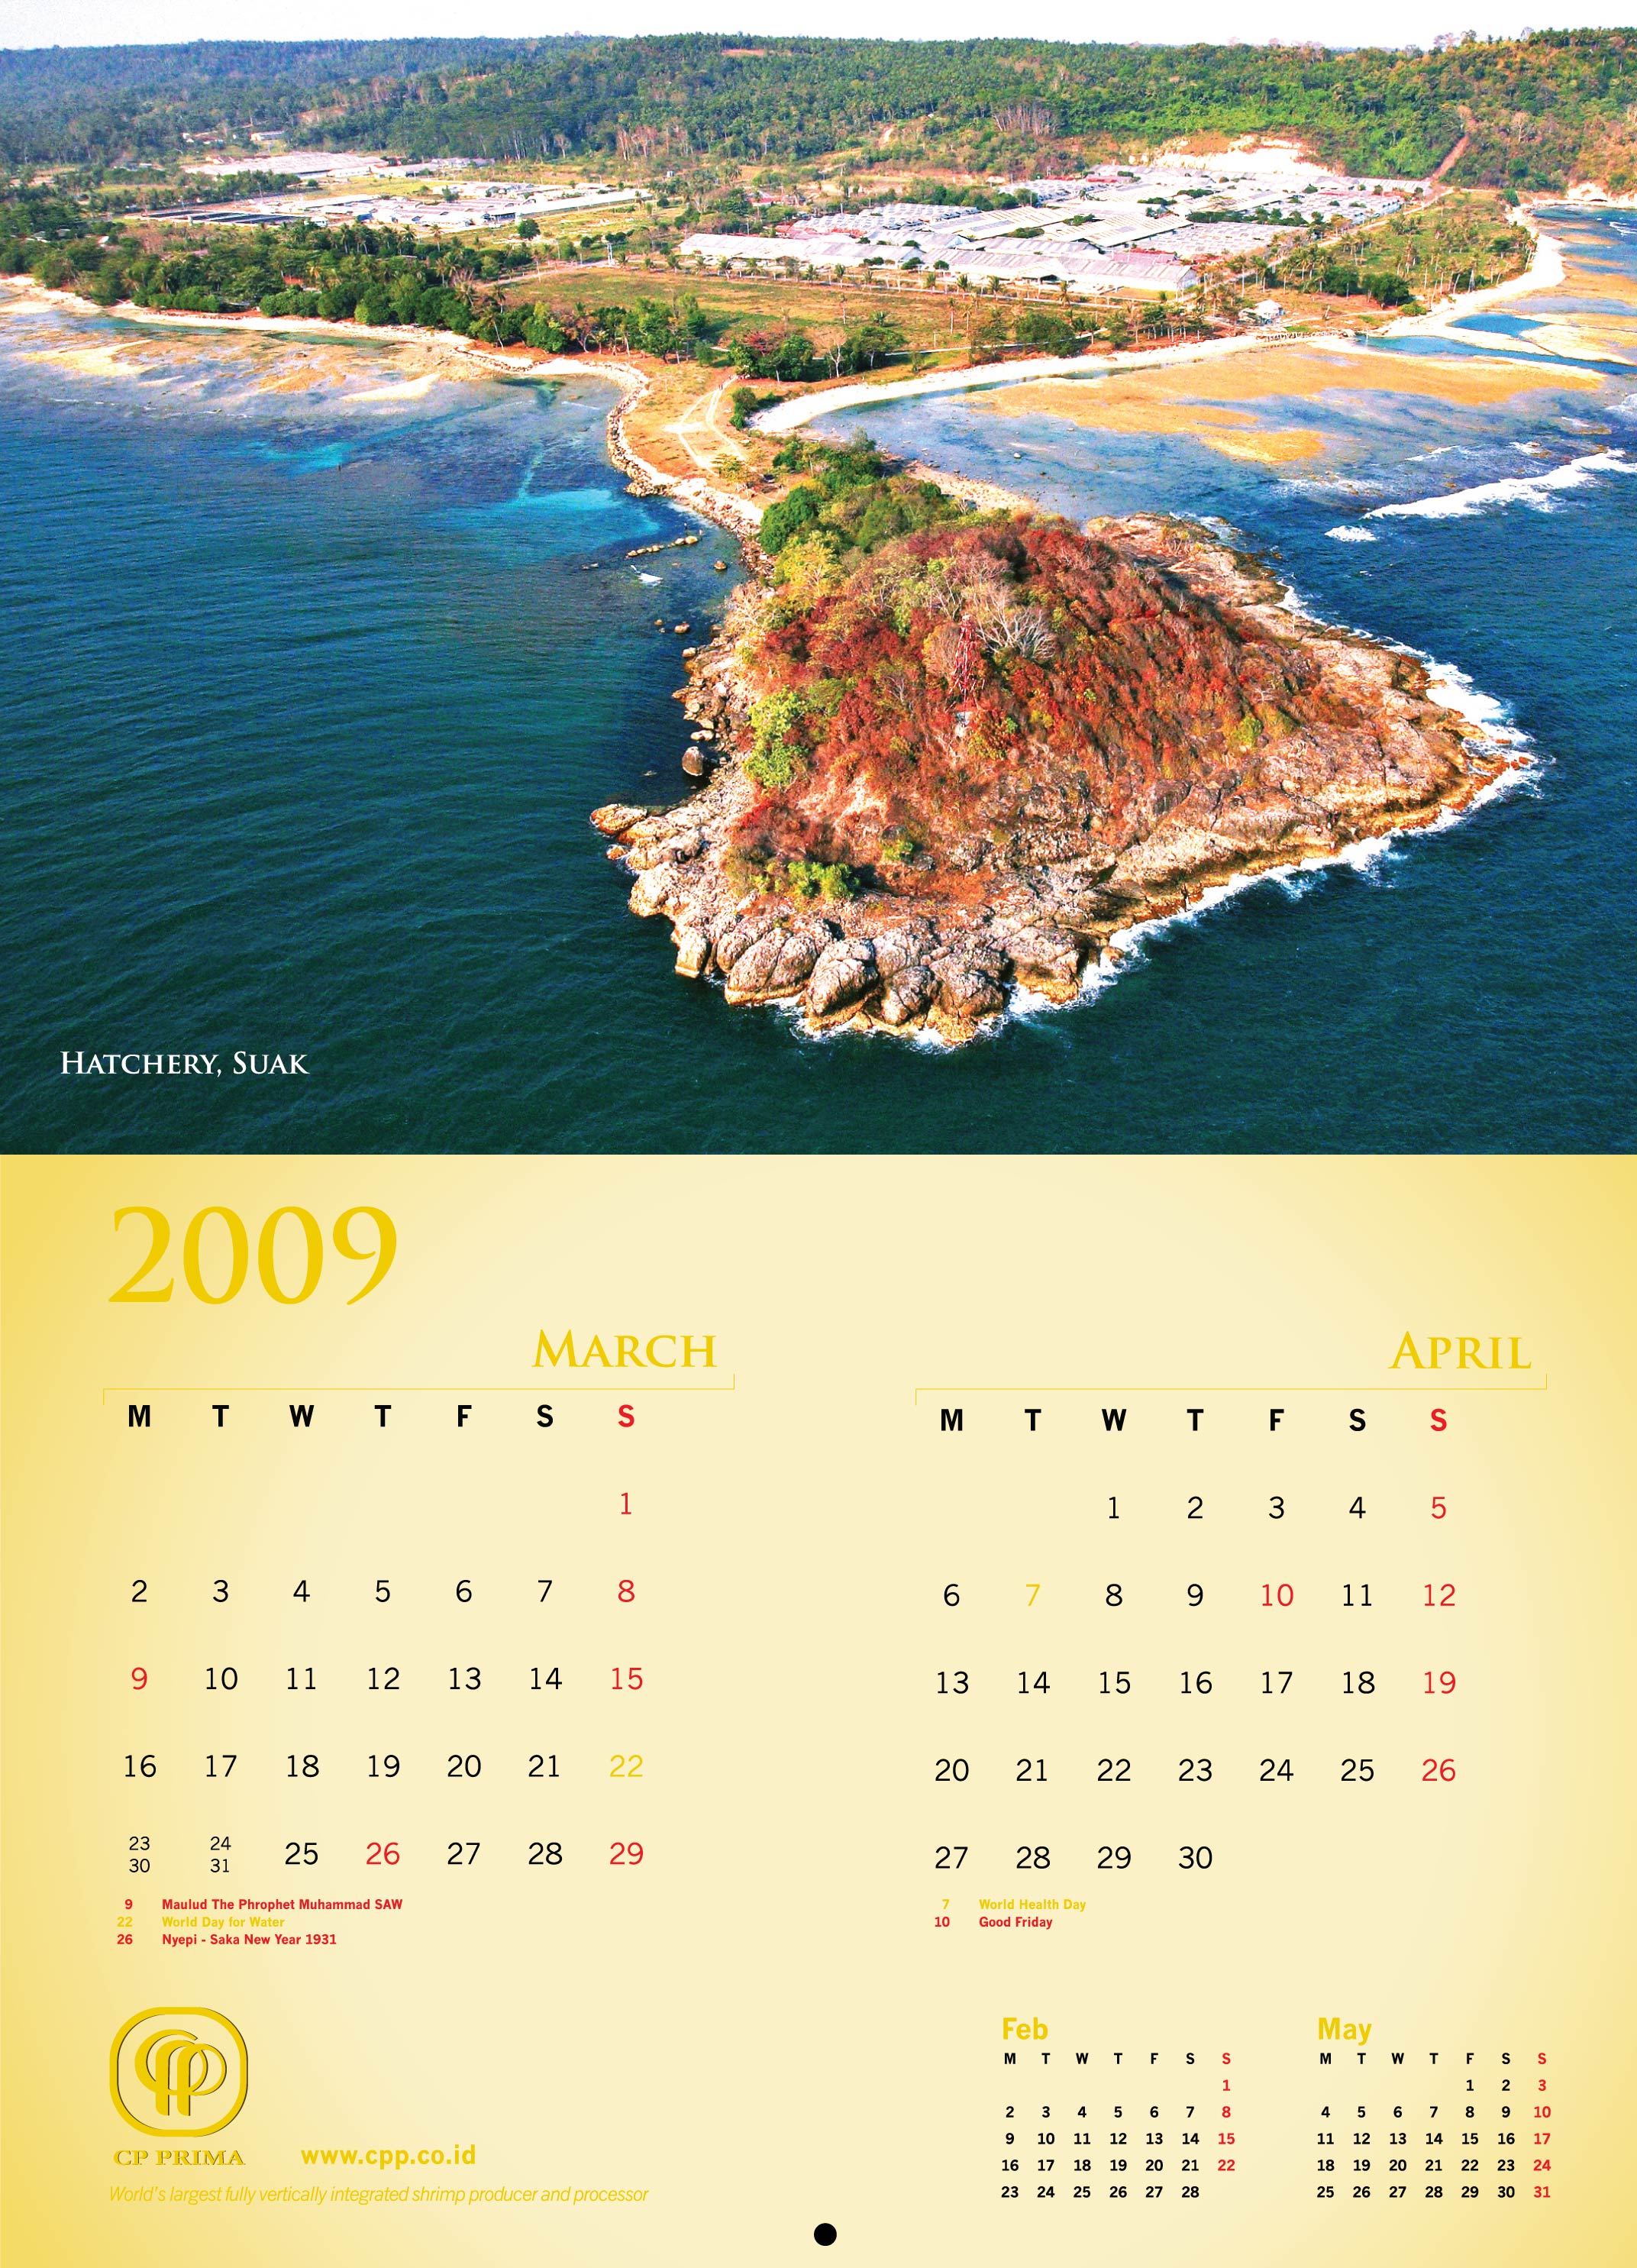 Hatchery, Suak
2009
March
M T W T F S S
1
2 3 4 5 6 7 8
9 10 11 12 13 14 15
16 17 18 19 20 21 22
23 24 25 26 27 28 29
30 31
9 Maulud The Phrophet Muhammad SAW
22 World Day for Water
26 Nyepi - Saka New Year 1931
April
M T W T F S S
1 2 3 4 5
6 7 8 9 10 11 12
13 14 15 16 17 18 19
20 21 22 23 24 25 26
27 28 29 30
7 World Health Day
10 Good Friday
CP PRIMA
www.cpp.co.id
World's largest fully vertically integrated shrimp producer and processor
Feb
M T W T F S S
1
2 3 4 5 6 7 8
9 10 11 12 13 14 15
16 17 18 19 20 21 22
23 24 25 26 27 28
May
M T W T F S S
1 2 3
4 5 6 7 8 9 10
11 12 13 14 15 16 17
18 19 20 21 22 23 24
25 26 27 28 29 30 31